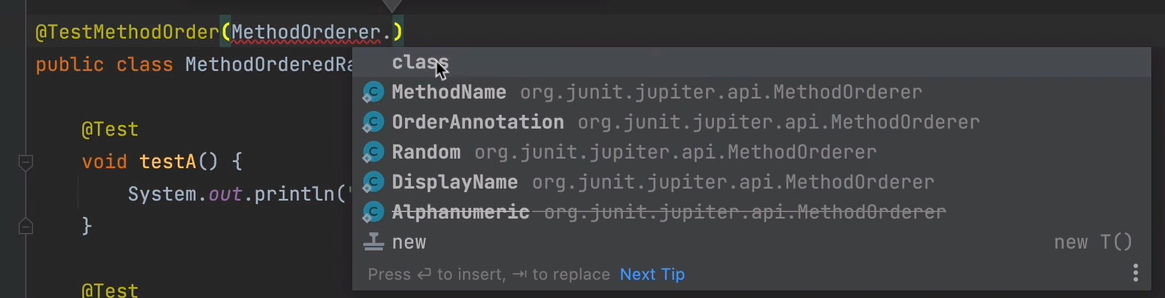 @TestMethodOrder(MethodOrderer.)
public class MethodOrderedRa
class
MethodName org.junit.jupiter.api.MethodOrderer
OrderAnnotation org.junit.jupiter.api.MethodOrderer
Random org.junit.jupiter.api.MethodOrderer
DisplayName org.junit.jupiter.api.MethodOrderer
Alphanumeric org.junit.jupiter.api.MethodOrderer
new new T()
Press ↵ to insert, ⇥ to replace Next Tip
@Test
void testA() {
System.out.println("
}
@Test